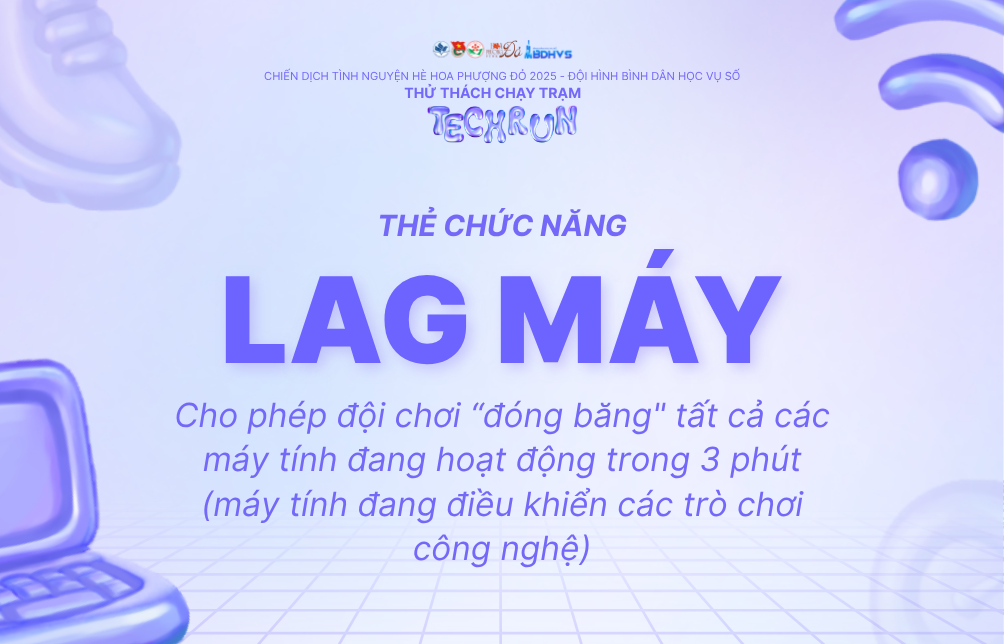 BDHVS
CHIẾN DỊCH TÌNH NGUYỆN HÈ HOA PHƯỢNG ĐỎ 2025 - ĐỘI HÌNH BÌNH DÂN HỌC VỤ SỐ
THỬ THÁCH CHẠY TRẠM
TECHRUN
THẺ CHỨC NĂNG
LAG MÁY
Cho phép đội chơi “đóng băng" tất cả các
máy tính đang hoạt động trong 3 phút
(máy tính đang điều khiển các trò chơi
công nghệ)